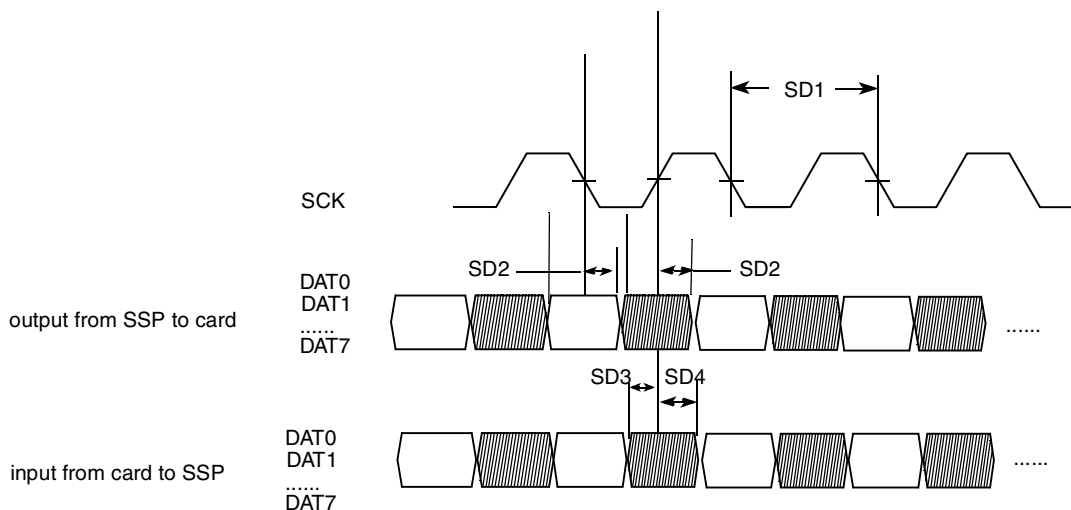 SD1
SCK
SD2
SD2
output from SSP to card
DAT0
DAT1
......
DAT7
......
SD3
SD4
input from card to SSP
DAT0
DAT1
......
DAT7
......